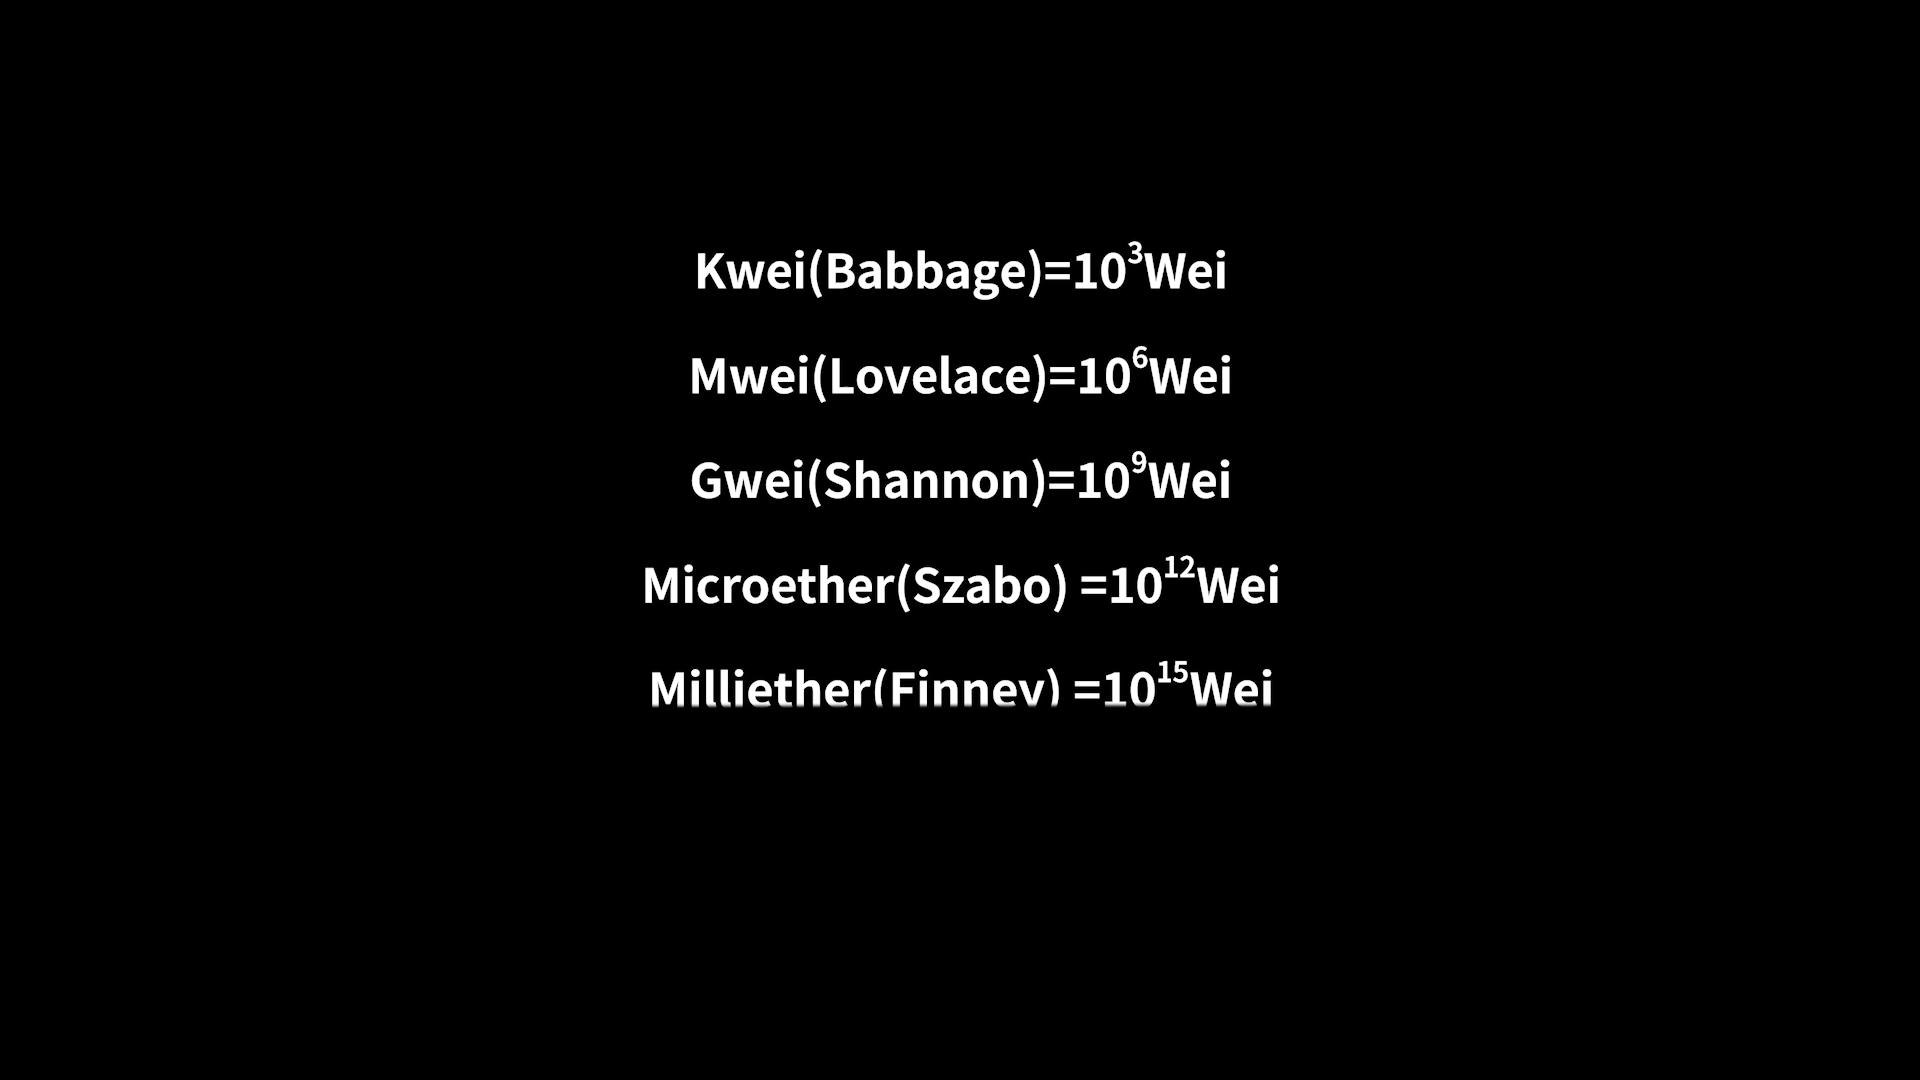 Kwei(Babbage)=10³Wei
Mwei(Lovelace)=10⁶Wei
Gwei(Shannon)=10⁹Wei
Microether(Szabo) =10¹²Wei
Milliether(Finney) =10¹⁵Wei